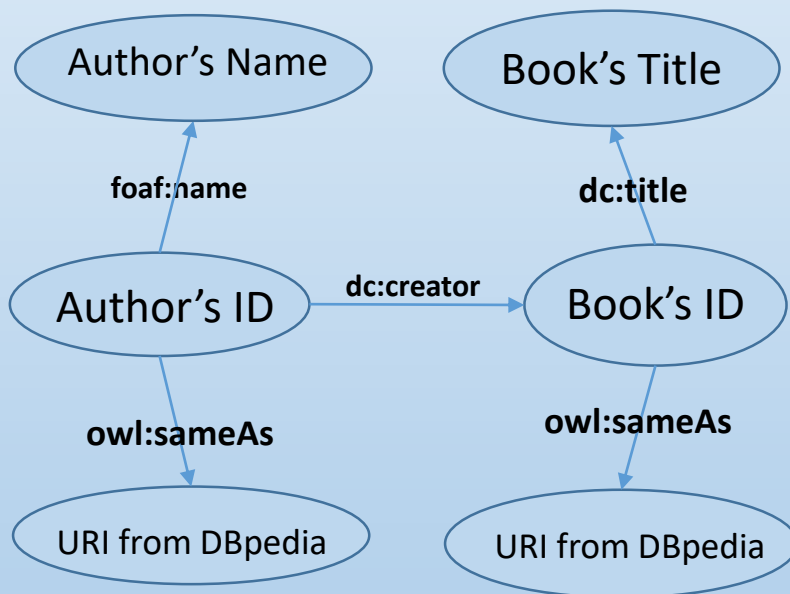 Author’s Name
Book’s Title
foaf:name
dc:title
Author’s ID
dc:creator
Book’s ID
owl:sameAs
owl:sameAs
URI from DBpedia
URI from DBpedia